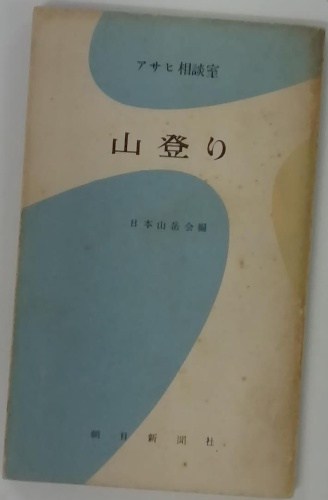 アサヒ相談室
山登り
日本山岳会編
朝日新聞社